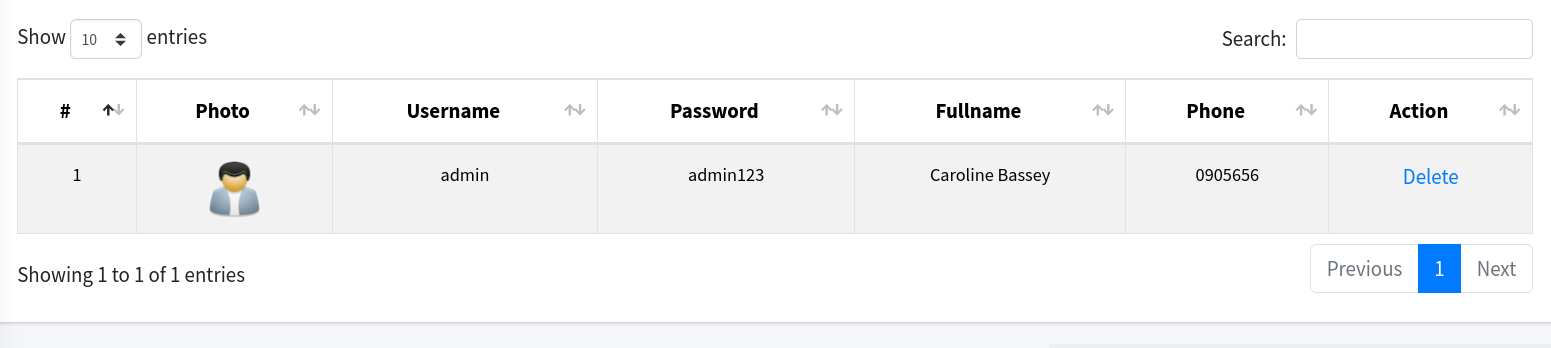 Show 10 entries Search:
# Photo Username Password Fullname Phone Action
1 admin admin123 Caroline Bassey 0905656 Delete
Showing 1 to 1 of 1 entries Previous 1 Next